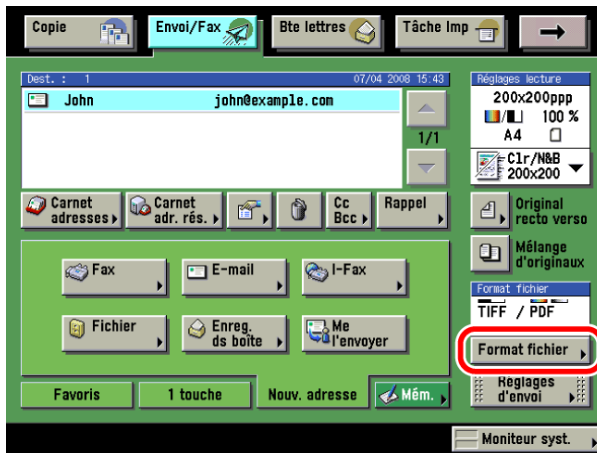 Copie
Envoi/Fax
Bte lettres
Tâche Imp
Dest. : 1
07/04 2008 15:43
John
john@example.com
1/1
Réglages lecture
200x200ppp
100 %
A4
Clr/N&B
200x200
Carnet
adresses
Carnet
adr. rés.
Cc
Bcc
Rappel
Original
recto verso
Mélange
d'originaux
Fax
E-mail
I-Fax
Fichier
Enreg.
ds boîte
Me
l'envoyer
Format fichier
TIFF / PDF
Format fichier
Réglages
d'envoi
Favoris
1 touche
Nouv. adresse
Mém.
Moniteur syst.